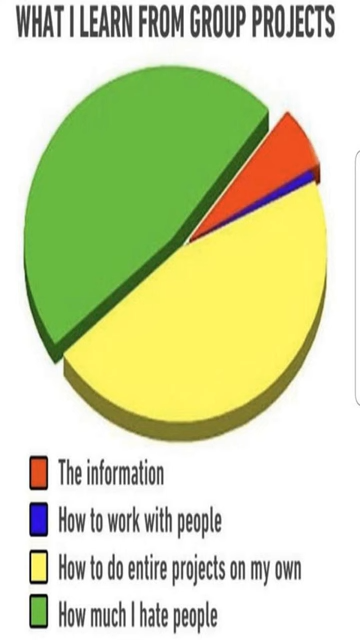 WHAT I LEARN FROM GROUP PROJECTS
The information
How to work with people
How to do entire projects on my own
How much I hate people